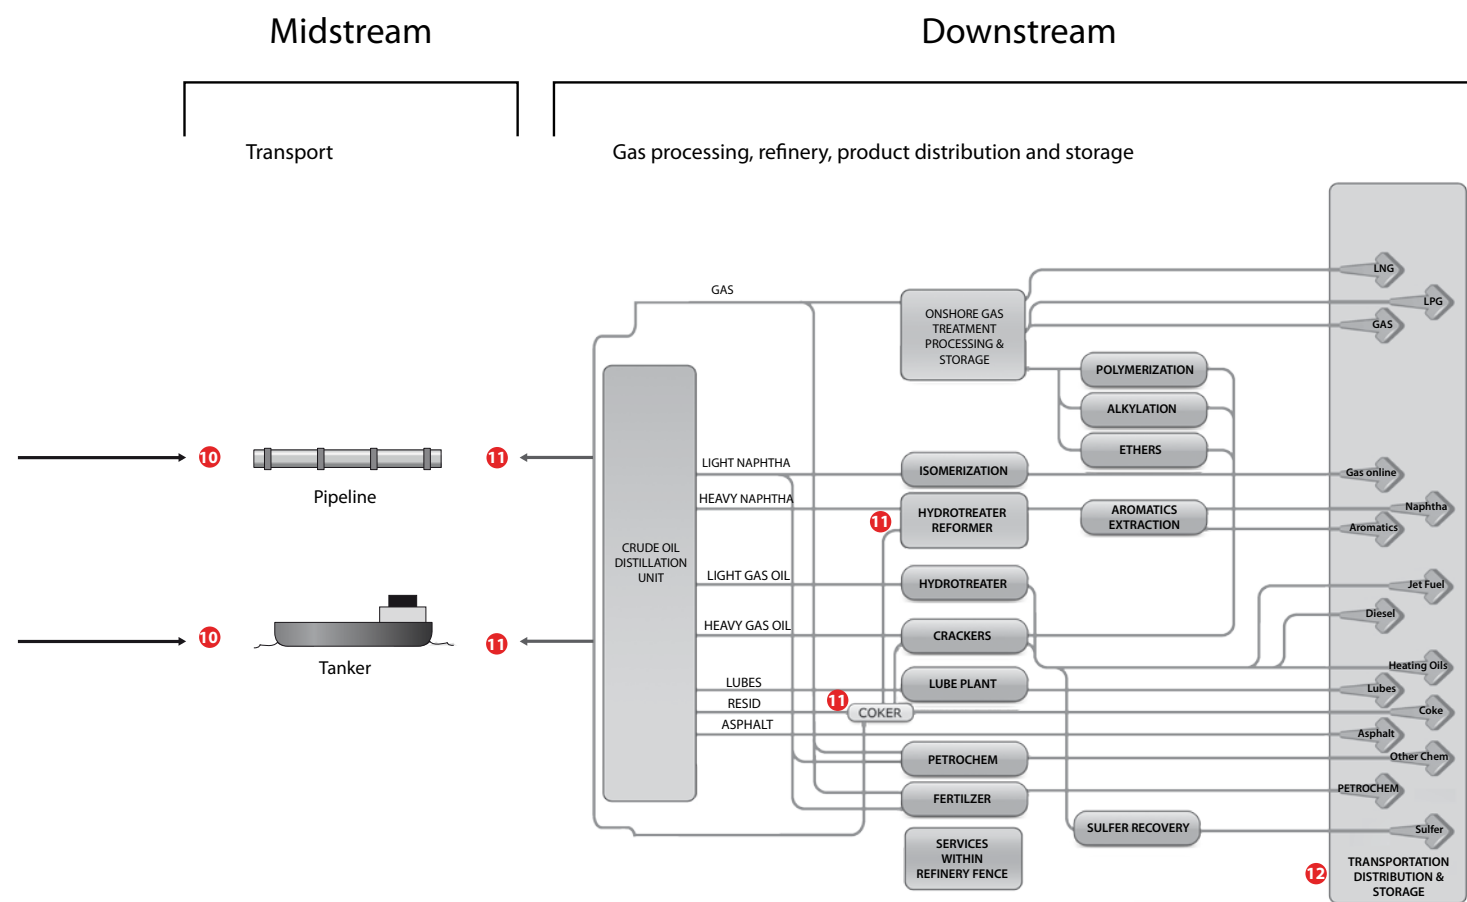 Midstream
Downstream
Transport
Gas processing, refinery, product distribution and storage
10
Pipeline
11
10
Tanker
11
CRUDE OIL
DISTILLATION
UNIT
GAS
LIGHT NAPHTHA
HEAVY NAPHTHA
LIGHT GAS OIL
HEAVY GAS OIL
LUBES
RESID
ASPHALT
11
COKER
11
ONSHORE GAS
TREATMENT
PROCESSING &
STORAGE
POLYMERIZATION
ALKYLATION
ETHERS
ISOMERIZATION
HYDROTREATER
REFORMER
AROMATICS
EXTRACTION
HYDROTREATER
CRACKERS
LUBE PLANT
PETROCHEM
FERTILZER
SULFER RECOVERY
SERVICES
WITHIN
REFINERY FENCE
LNG
LPG
GAS
Gas online
Naphtha
Aromatics
Jet Fuel
Diesel
Heating Oils
Lubes
Coke
Asphalt
Other Chem
PETROCHEM
Sulfer
12
TRANSPORTATION
DISTRIBUTION &
STORAGE